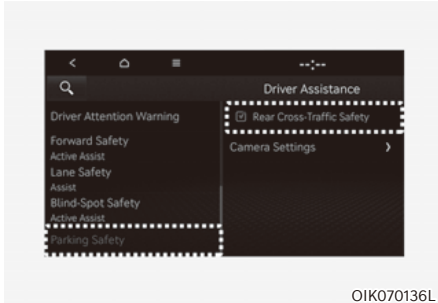 --:--
Driver Assistance
Driver Attention Warning
Forward Safety
Active Assist
Lane Safety
Assist
Blind-Spot Safety
Active Assist
Parking Safety
Rear Cross-Traffic Safety
Camera Settings
OIK070136L